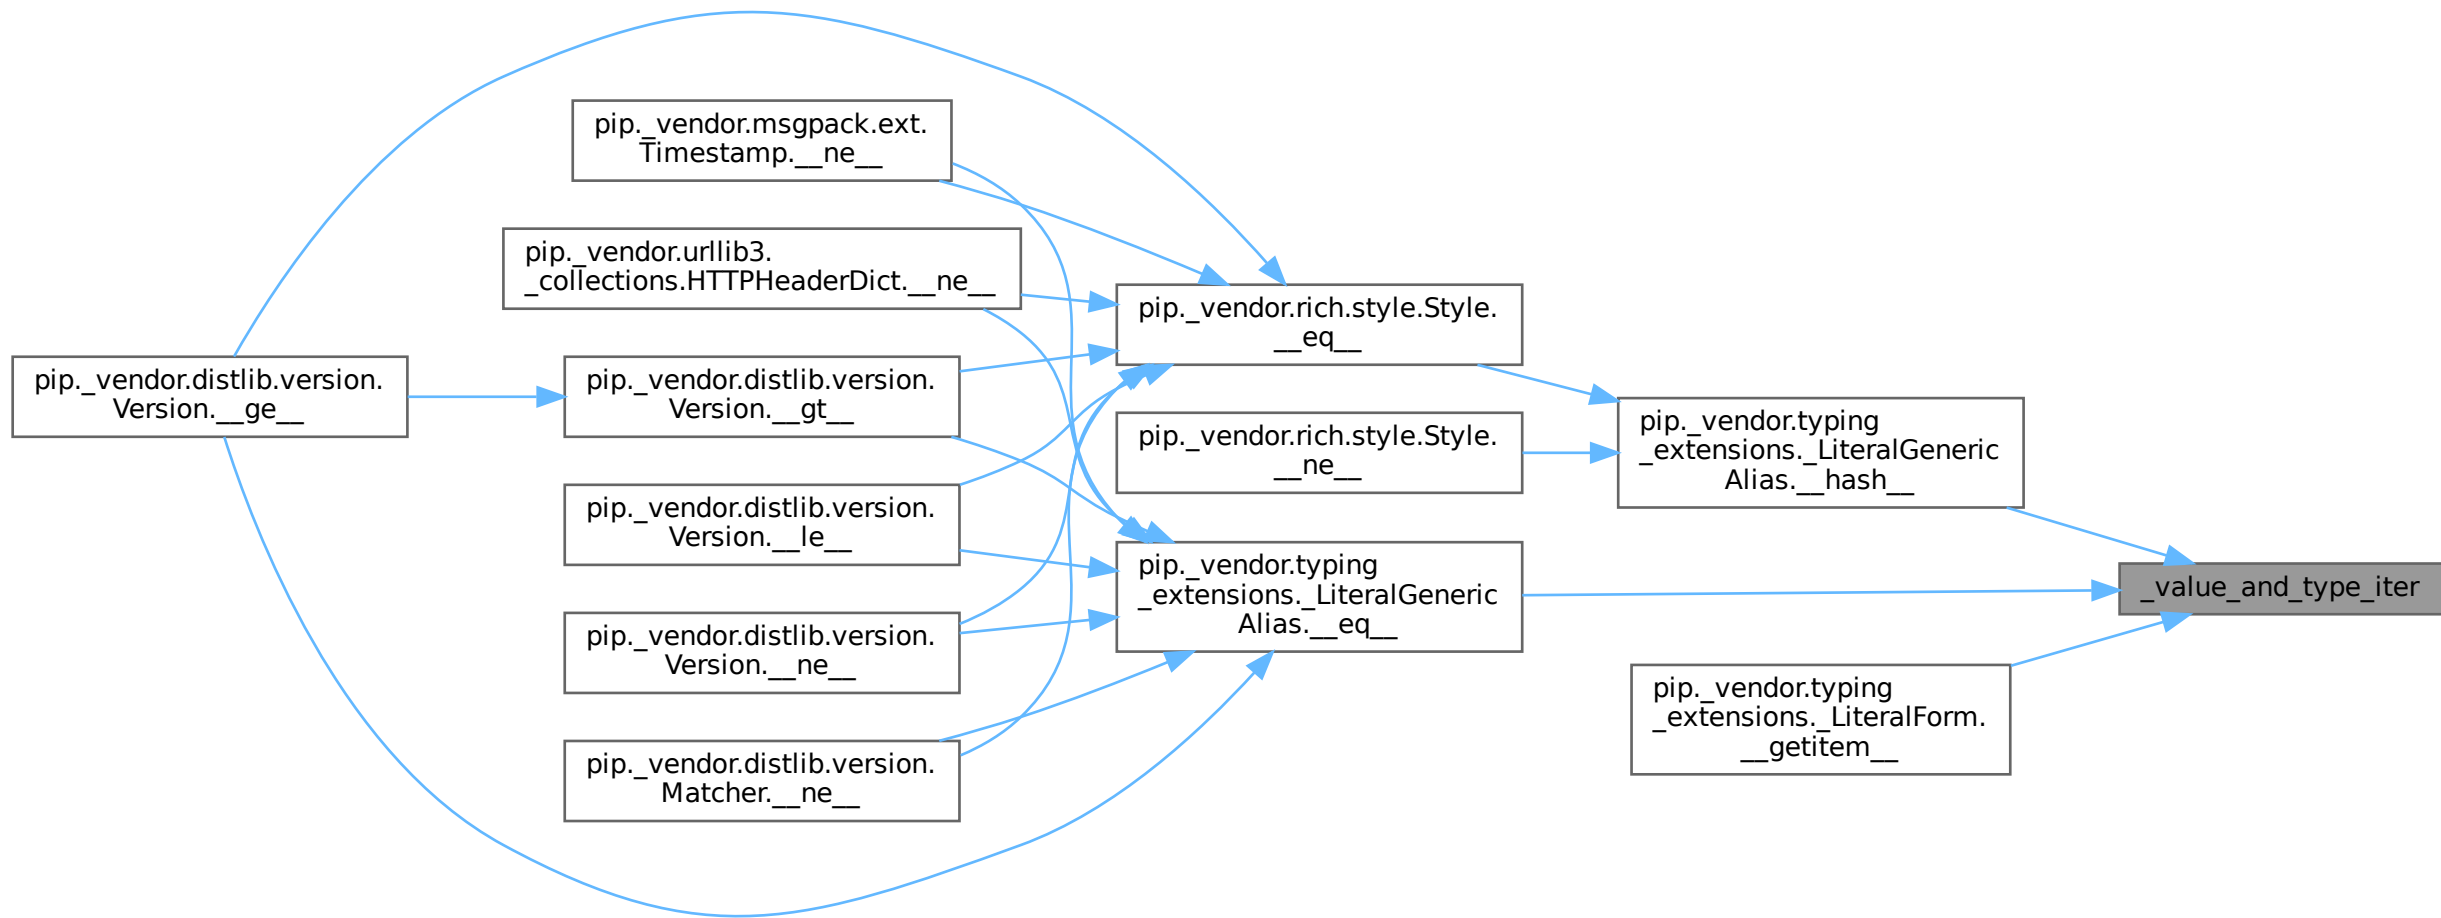 pip._vendor.msgpack.ext.
Timestamp.__ne__
pip._vendor.urllib3.
_collections.HTTPHeaderDict.__ne__
pip._vendor.distlib.version.
Version.__ge__
pip._vendor.distlib.version.
Version.__gt__
pip._vendor.distlib.version.
Version.__le__
pip._vendor.distlib.version.
Version.__ne__
pip._vendor.distlib.version.
Matcher.__ne__
pip._vendor.rich.style.Style.
__eq__
pip._vendor.rich.style.Style.
__ne__
pip._vendor.typing
_extensions._LiteralGeneric
Alias.__eq__
pip._vendor.typing
_extensions._LiteralGeneric
Alias.__hash__
pip._vendor.typing
_extensions._LiteralForm.
__getitem__
_value_and_type_iter